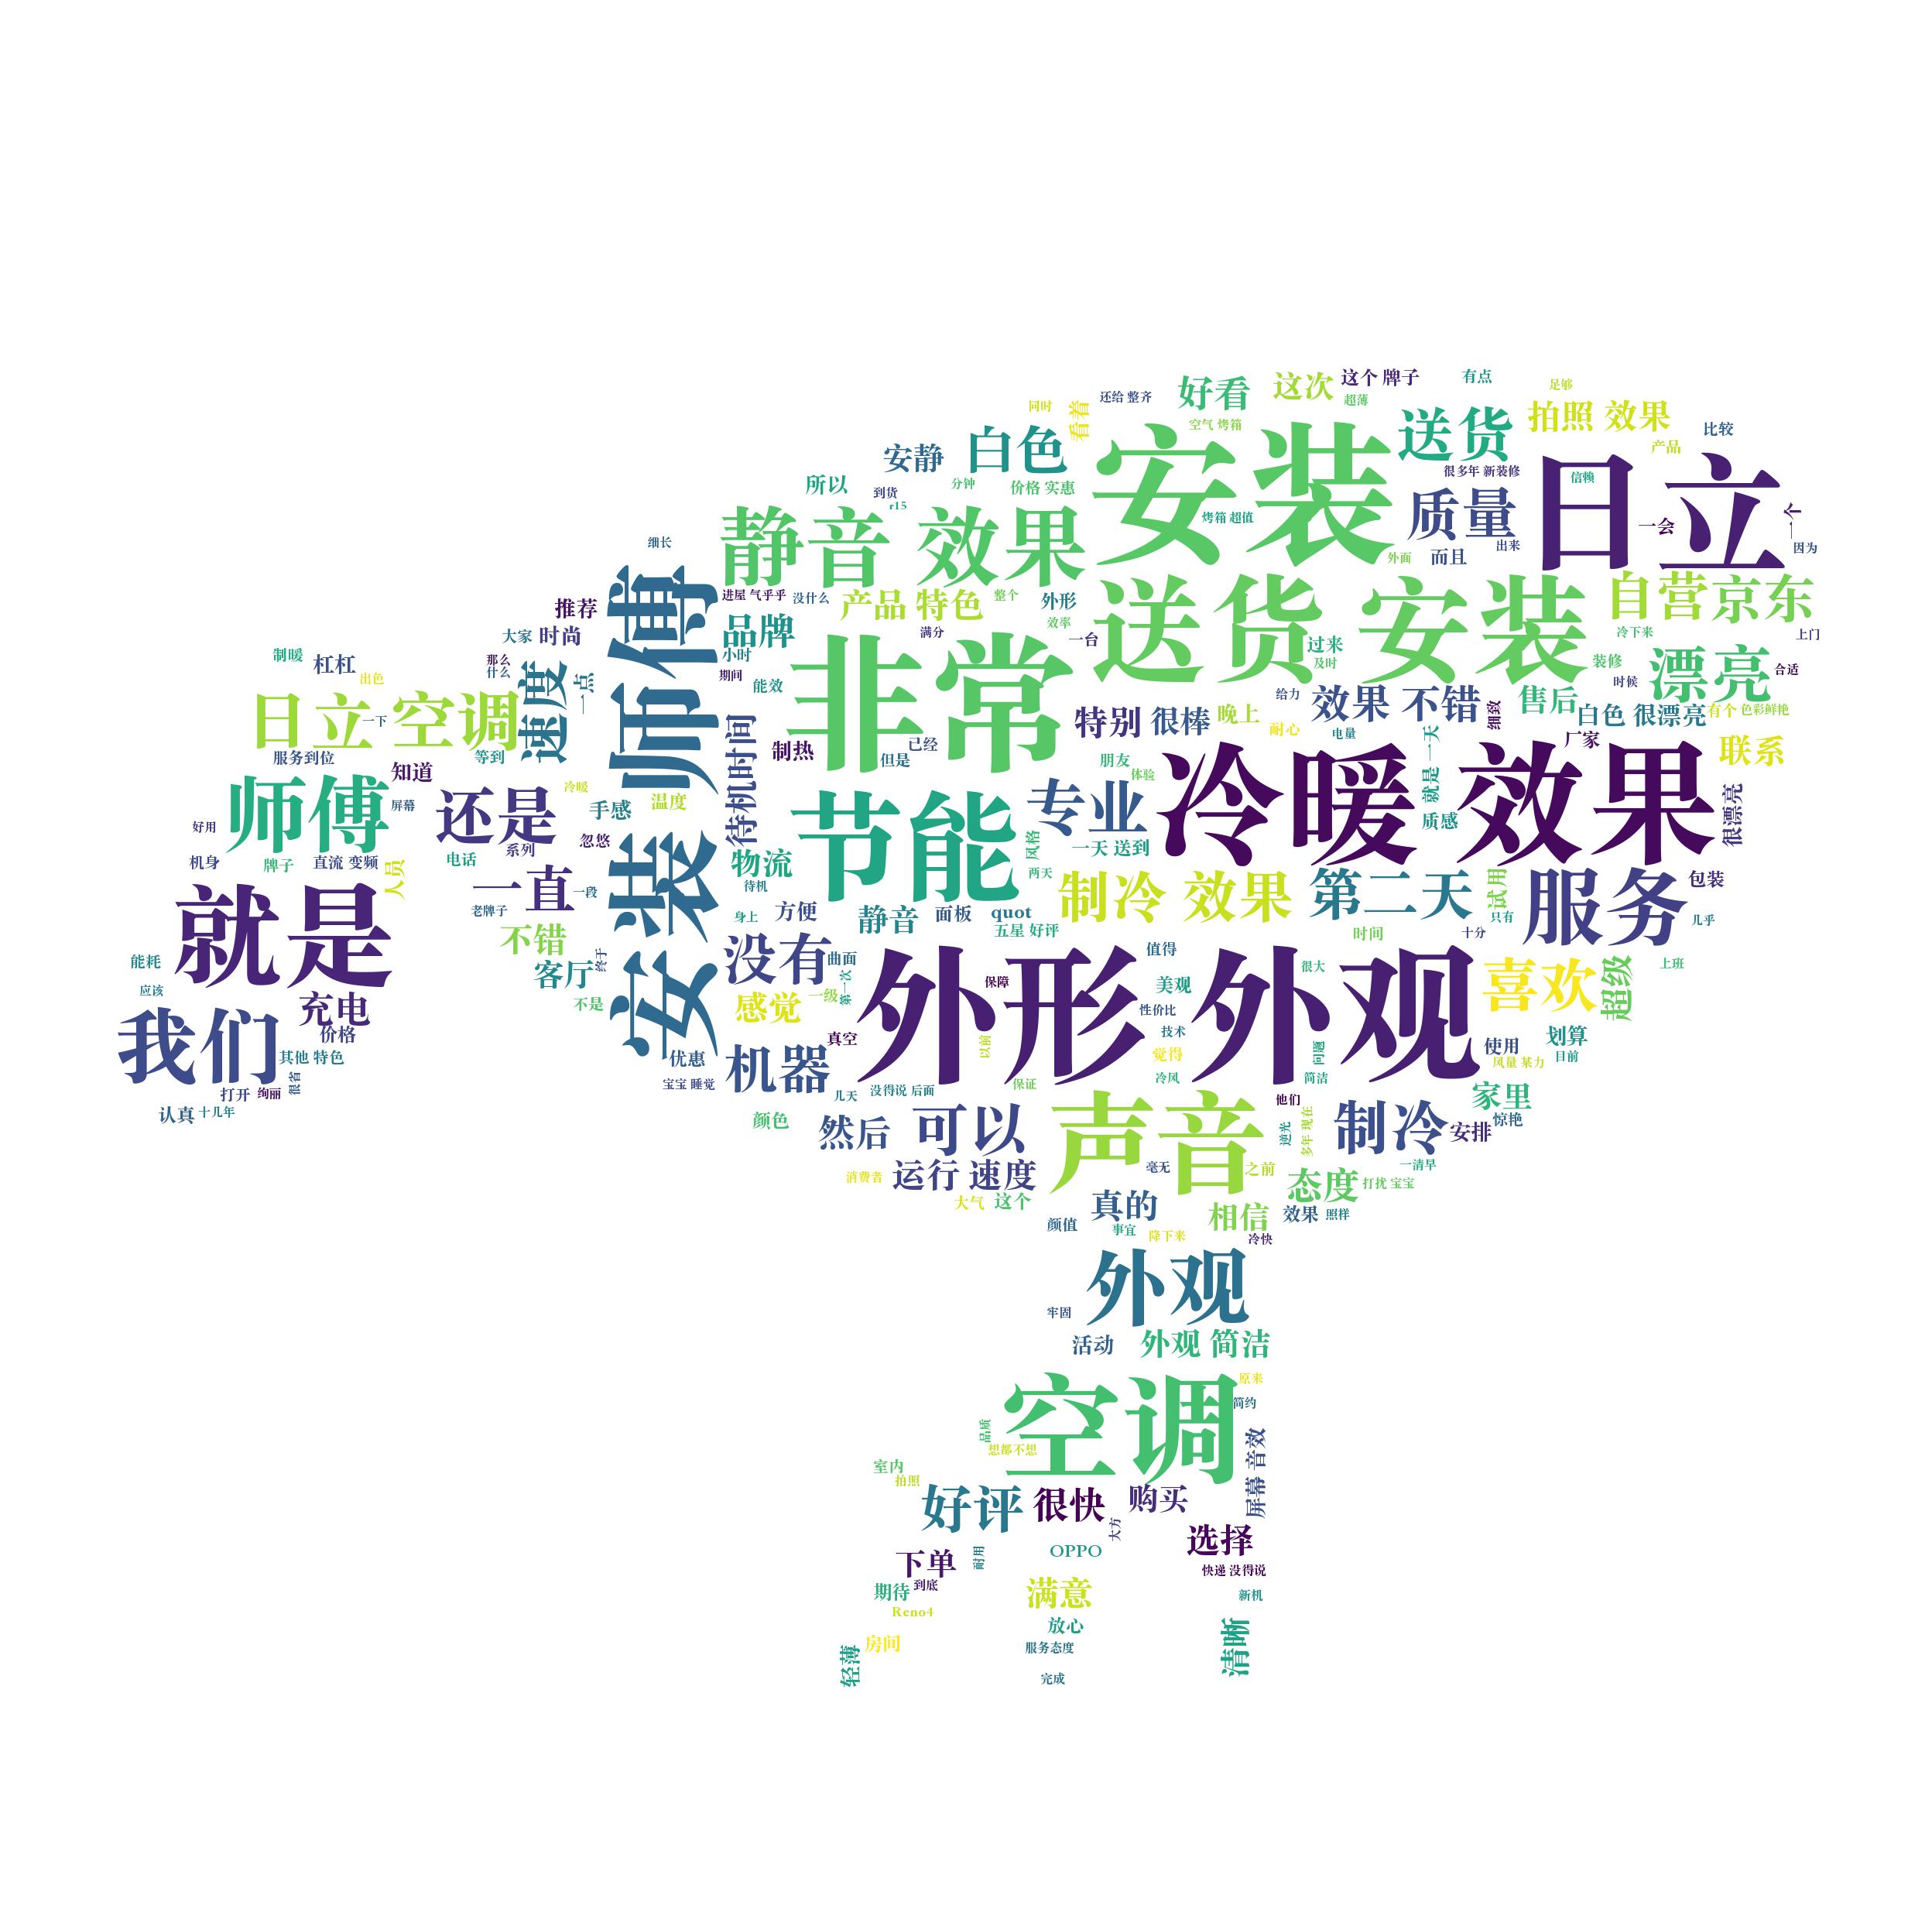 好看 这次 这个 牌子 有点 足够
同时 看着 还给 整齐 超薄
安静 白色 空气 烤箱 安装 送货 拍照 效果 比较
产品
所以 到货 分钟 价格 实惠 很多年 新装修 信赖 日立
r15 烤箱 超值 质量 一会 一个
静音 效果 外面 而且 出来 因为
细长
推荐 安装 师傅 进屋 气乎乎 没什么 产品 特色 整个 外形 送货 安装 自营京东
大家 时尚 品牌 满分 效率 一台 过来 冷下来 上门
制暖 杠杠 那么 什么 小时 及时 装修 漂亮 合适
出色 速度 一点 期间 能效 非常 给力 时候
日立 空调 一下 特别 很棒 晚上 效果 不错 细致 售后 白色 很漂亮 有个 色彩鲜艳
服务到位 等到 待机时间 制热 但是 已经 耐心 电量 厂家 联系
知道 朋友 就是 一天
师傅 屏幕 还是 冷暖 手感 温度 节能 专业 体验 冷暖 效果 很漂亮
好用 系列 忽悠 质感
机身 牌子 直流 变频 人员 电话 物流 风格 一天 送到
就是 一直 一段 待机 两天 制冷 效果 第二天 试用 服务 包装
老牌子 身上 方便 静音 面板 quot 只有 几乎
不错 五星 好评 时间 十分
能耗 终于 没有 曲面 外形 外观 值得 喜欢 超级 上班
应该 客厅 第一次 保障 很大
充电 不是 感觉 一级 美观
我们 价格 真空 以前 性价比 技术 使用 划算
其他 特色 优惠 机器 觉得 问题 风量 某力 目前
打开 绚丽 很省 宝宝 睡觉 几天 没得说 后面 保证 冷风 简洁 家里
认真 十几年 颜色 然后 可以 声音 他们 制冷 安排 惊艳
逆光 多年 现在
消费者 运行 速度 毫无 之前 一清早
大气 这个 真的 态度 打扰 宝宝
颜值 事宜 相信 效果 照样
降下来 冷快
外观
牢固
活动 外观 简洁
空调 原来
简约
品质 想都不想
室内 屏幕 音效
拍照
好评 很快 购买
大方
OPPO 选择
下单 耐用 快递 没得说
期待 到底 满意 新机
Reno4
放心
房间 清晰
轻薄 服务态度
完成